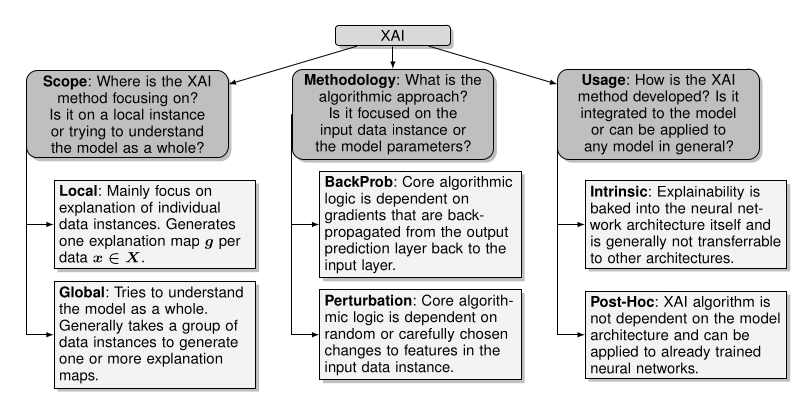 XAI
Scope: Where is the XAI
method focusing on?
Is it on a local instance
or trying to understand
the model as a whole?
Local: Mainly focus on
explanation of individual
data instances. Generates
one explanation map g per
data x ∈ X.
Global: Tries to understand
the model as a whole.
Generally takes a group of
data instances to generate
one or more explanation
maps.
Methodology: What is the
algorithmic approach?
Is it focused on the
input data instance or
the model parameters?
BackProb: Core algorithmic
logic is dependent on
gradients that are back-
propagated from the output
prediction layer back to the
input layer.
Perturbation: Core algorith-
mic logic is dependent on
random or carefully chosen
changes to features in the
input data instance.
Usage: How is the XAI
method developed? Is it
integrated to the model
or can be applied to
any model in general?
Intrinsic: Explainability is
baked into the neural net-
work architecture itself and
is generally not transferrable
to other architectures.
Post-Hoc: XAI algorithm is
not dependent on the model
architecture and can be
applied to already trained
neural networks.